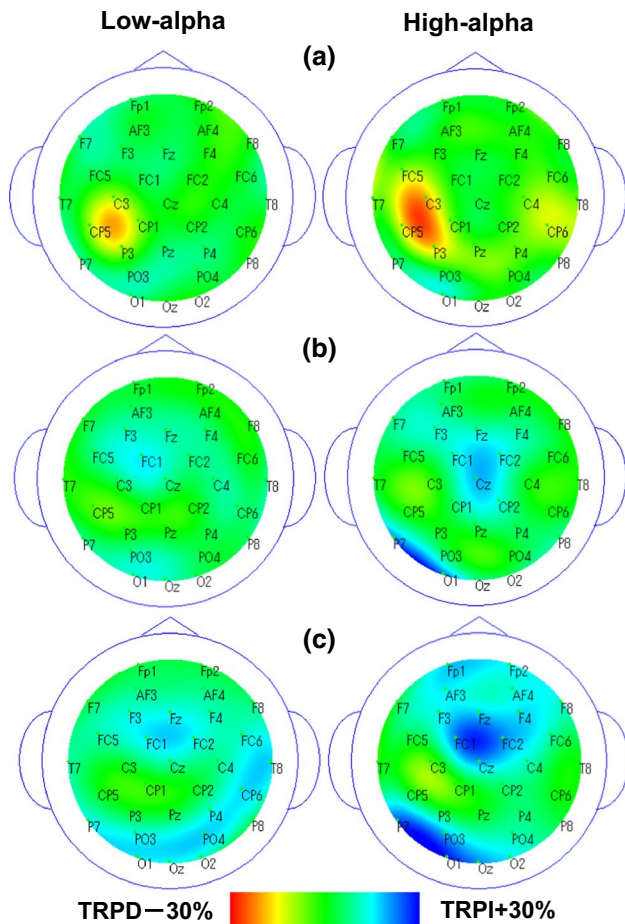 Low-alpha High-alpha
(a)
Fp1 Fp2 Fp1 Fp2
AF3 AF4 AF3 AF4
F7 F3 Fz F4 F8 F7 F3 Fz F4 F8
FC5 FC1 FC2 FC6 FC5 FC1 FC2 FC6
T7 C3 Cz C4 T8 T7 C3 Cz C4 T8
CP5 CP1 CP2 CP6 CP5 CP1 CP2 CP6
P7 P3 Pz P4 P8 P7 P3 Pz P4 P8
PO3 PO4 PO3 PO4
O1 Oz O2 O1 Oz O2
(b)
Fp1 Fp2 Fp1 Fp2
AF3 AF4 AF3 AF4
F7 F3 Fz F4 F8 F7 F3 Fz F4 F8
FC5 FC1 FC2 FC6 FC5 FC1 FC2 FC6
T7 C3 Cz C4 T8 T7 C3 Cz C4 T8
CP5 CP1 CP2 CP6 CP5 CP1 CP2 CP6
P7 P3 Pz P4 P8 P7 P3 Pz P4 P8
PO3 PO4 PO3 PO4
O1 Oz O2 O1 Oz O2
(c)
Fp1 Fp2 Fp1 Fp2
AF3 AF4 AF3 AF4
F7 F3 Fz F4 F8 F7 F3 Fz F4 F8
FC5 FC1 FC2 FC6 FC5 FC1 FC2 FC6
T7 C3 Cz C4 T8 T7 C3 Cz C4 T8
CP5 CP1 CP2 CP6 CP5 CP1 CP2 CP6
P7 P3 Pz P4 P8 P7 P3 Pz P4 P8
PO3 PO4 PO3 PO4
O1 Oz O2 O1 Oz O2
TRPD−30% TRPI+30%